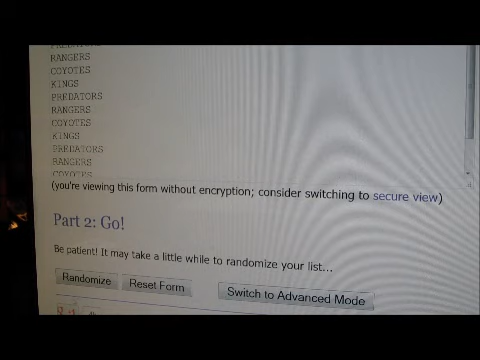 PREDATORS
RANGERS
COYOTES
KINGS
PREDATORS
RANGERS
COYOTES
KINGS
PREDATORS
RANGERS
COYOTES
(you're viewing this form without encryption; consider switching to secure view)
Part 2: Go!
Be patient! It may take a little while to randomize your list...
Randomize Reset Form Switch to Advanced Mode